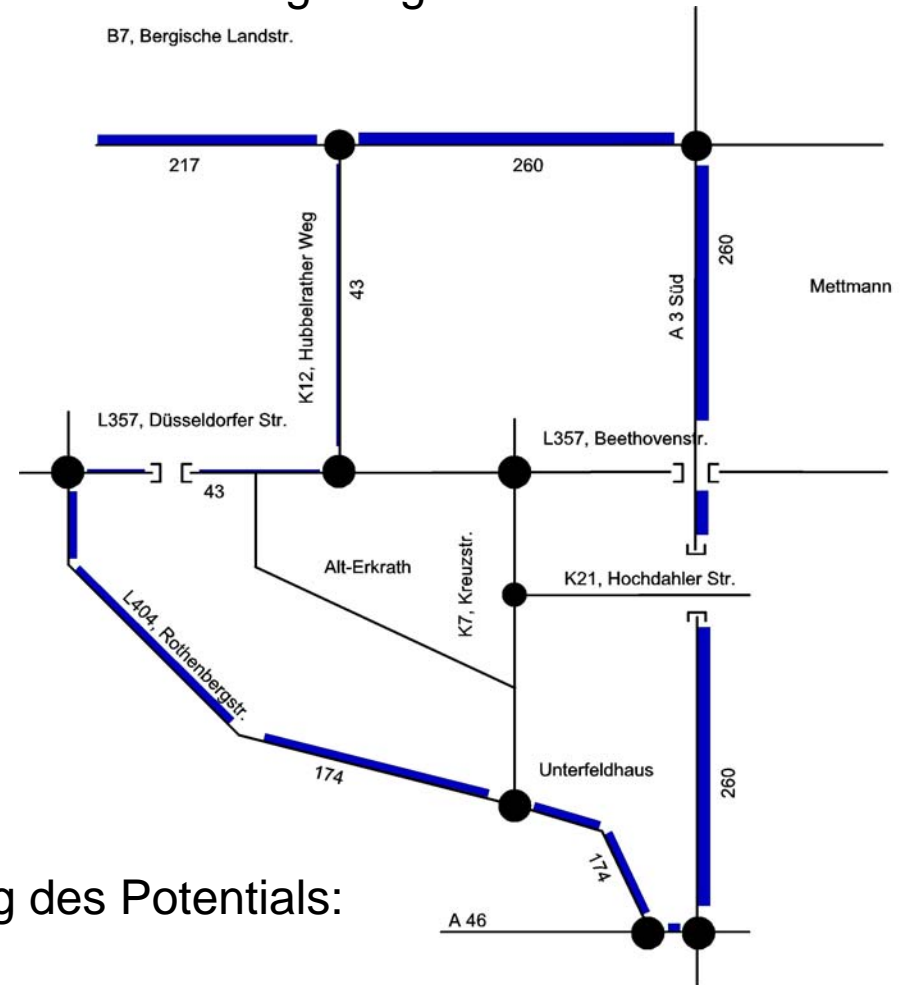 B7, Bergische Landstr.
217
260
K12, Hubbelrather Weg
43
A 3 Süd
260
Mettmann
L357, Düsseldorfer Str.
L357, Beethovenstr.
43
Alt-Erkrath
K7, Kreuzstr.
K21, Hochdahler Str.
L404, Rothenbergstr.
174
Unterfeldhaus
260
174
des Potentials:
A 46